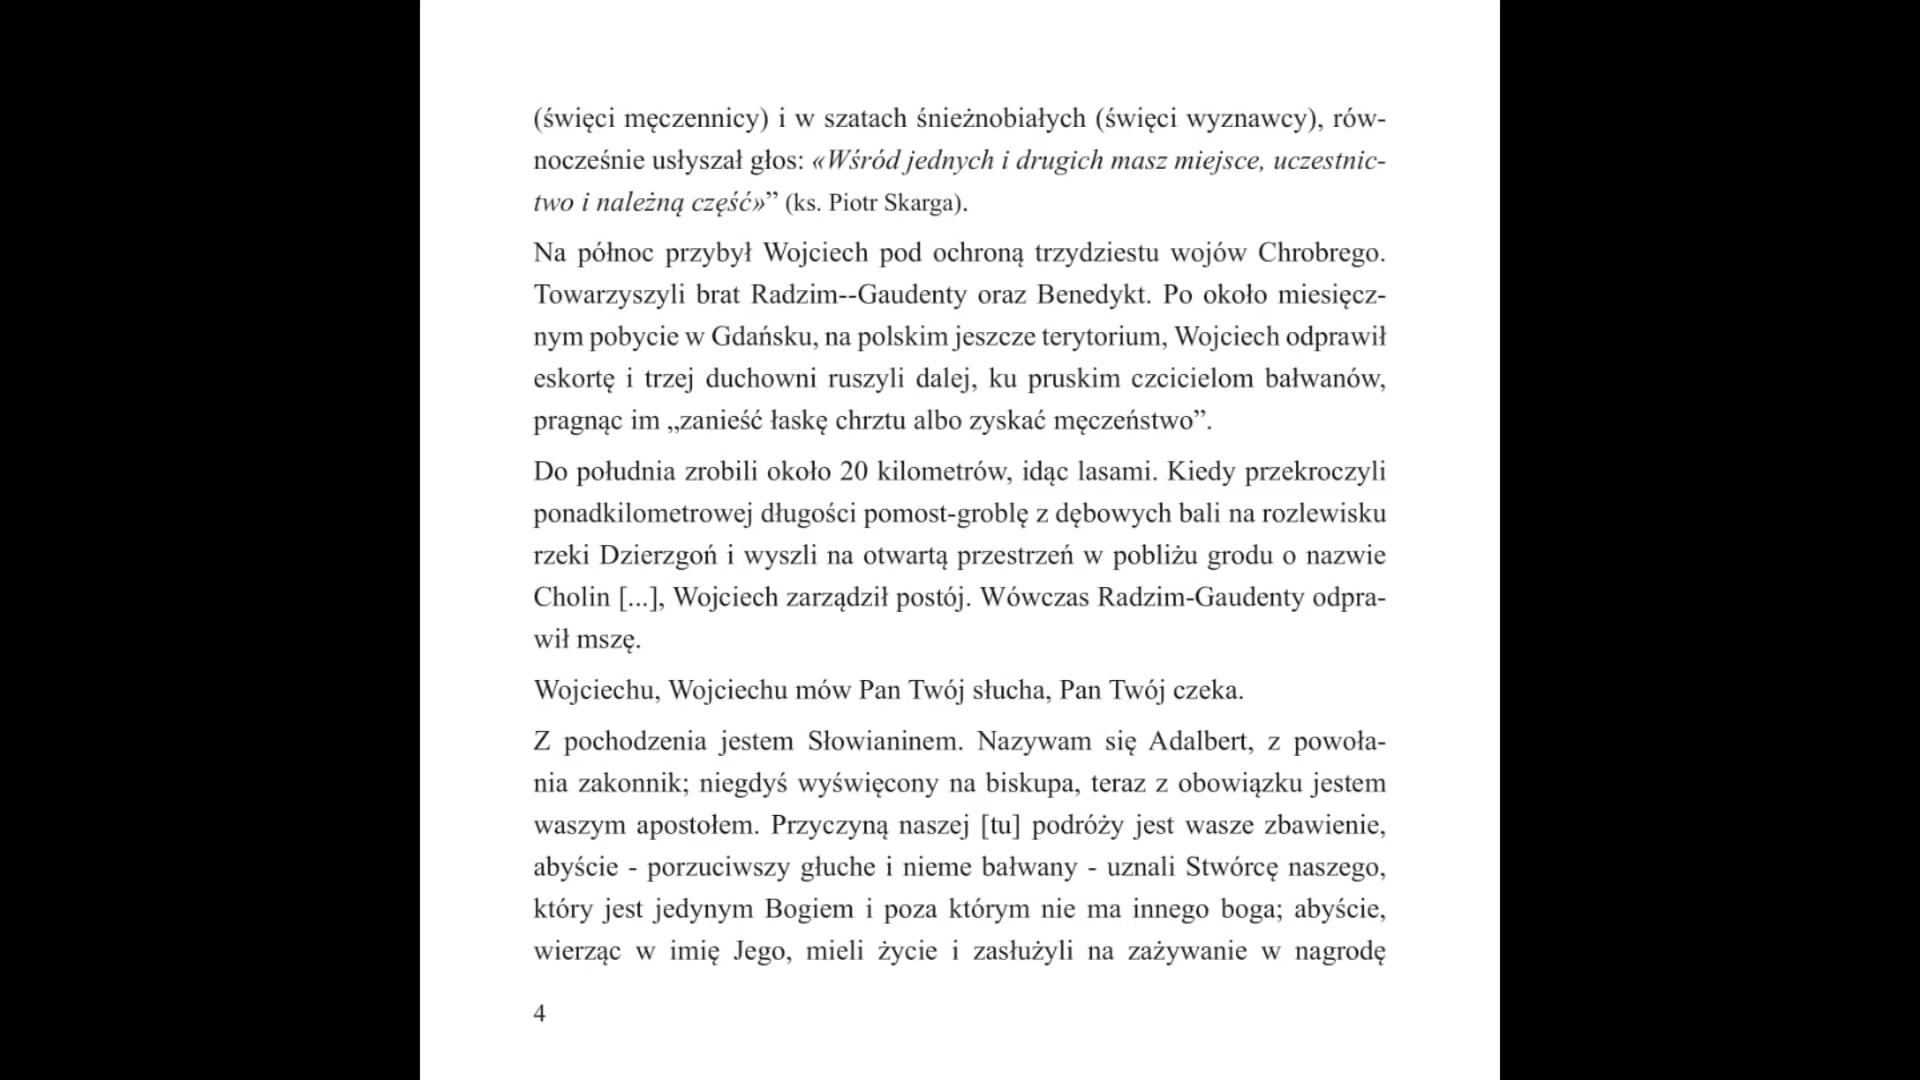 (święci męczennicy) i w szatach śnieżnobiałych (święci wyznawcy), rów-
nocześnie usłyszał głos: «Wśród jednych i drugich masz miejsce, uczestnic-
two i należną część»” (ks. Piotr Skarga).
Na północ przybył Wojciech pod ochroną trzydziestu wojów Chrobrego.
Towarzyszyli brat Radzim--Gaudenty oraz Benedykt. Po około miesięcz-
nym pobycie w Gdańsku, na polskim jeszcze terytorium, Wojciech odprawił
eskortę i trzej duchowni ruszyli dalej, ku pruskim czcicielom bałwanów,
pragnąc im „zanieść łaskę chrztu albo zyskać męczeństwo”.
Do południa zrobili około 20 kilometrów, idąc lasami. Kiedy przekroczyli
ponadkilometrowej długości pomost-groblę z dębowych bali na rozlewisku
rzeki Dzierzgoń i wyszli na otwartą przestrzeń w pobliżu grodu o nazwie
Cholin [...], Wojciech zarządził postój. Wówczas Radzim-Gaudenty odpra-
wił mszę.
Wojciechu, Wojciechu mów Pan Twój słucha, Pan Twój czeka.
Z pochodzenia jestem Słowianinem. Nazywam się Adalbert, z powoła-
nia zakonnik; niegdyś wyświęcony na biskupa, teraz z obowiązku jestem
waszym apostołem. Przyczyną naszej [tu] podróży jest wasze zbawienie,
abyście - porzuciwszy głuche i nieme bałwany - uznali Stwórcę naszego,
który jest jedynym Bogiem i poza którym nie ma innego boga; abyście,
wierząc w imię Jego, mieli życie i zasłużyli na zażywanie w nagrodę
4